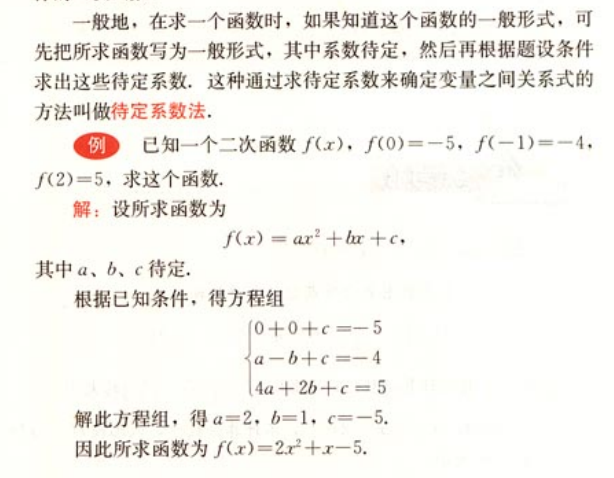 一般地，在求一个函数时，如果知道这个函数的一般形式，可
先把所求函数写为一般形式，其中系数待定，然后再根据题设条件
求出这些待定系数. 这种通过求待定系数来确定变量之间关系式的
方法叫做待定系数法.
例 已知一个二次函数 f(x)，f(0)=-5，f(-1)=-4，
f(2)=5，求这个函数.
解：设所求函数为
f(x) = ax²+bx+c，
其中 a、b、c 待定.
根据已知条件，得方程组
0+0+c=-5
a-b+c=-4
4a+2b+c=5
解此方程组，得 a=2，b=1，c=-5.
因此所求函数为 f(x)=2x²+x-5.